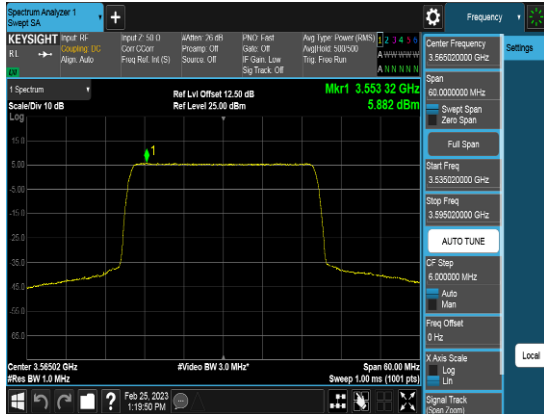 Spectrum Analyzer 1
Swept SA
Frequency
KEYSIGHT
RL
Input: RF
Coupling: DC
Align: Auto
Input Z: 50 Ω
Corr CCorr
Freq Ref: Int (S)
#Atten: 26 dB
Preamp: Off
Source: Off
PNO: Fast
Gate: Off
IF Gain: Low
Sig Track: Off
Avg Type: Power (RMS)
Avg|Hold: 500/500
Trig: Free Run
1 2 3 4 5 6
A W W W W W
A N N N N N
1 Spectrum
Scale/Div 10 dB
Log
Ref Lvl Offset 12.50 dB
Ref Level 25.00 dBm
Mkr1 3.553 32 GHz
5.882 dBm
15.0
5.00
1
-5.00
-15.0
-25.0
-35.0
-45.0
-55.0
-65.0
Center 3.56502 GHz
#Res BW 1.0 MHz
#Video BW 3.0 MHz*
Span 60.00 MHz
Sweep 1.00 ms (1001 pts)
Feb 25, 2023
1:19:50 PM
Center Frequency
3.565020000 GHz
Settings
Span
60.0000000 MHz
Swept Span
Zero Span
Full Span
Start Freq
3.535020000 GHz
Stop Freq
3.595020000 GHz
AUTO TUNE
CF Step
6.000000 MHz
Auto
Man
Freq Offset
0 Hz
X Axis Scale
Log
Lin
Local
Signal Track
(Span Zoom)